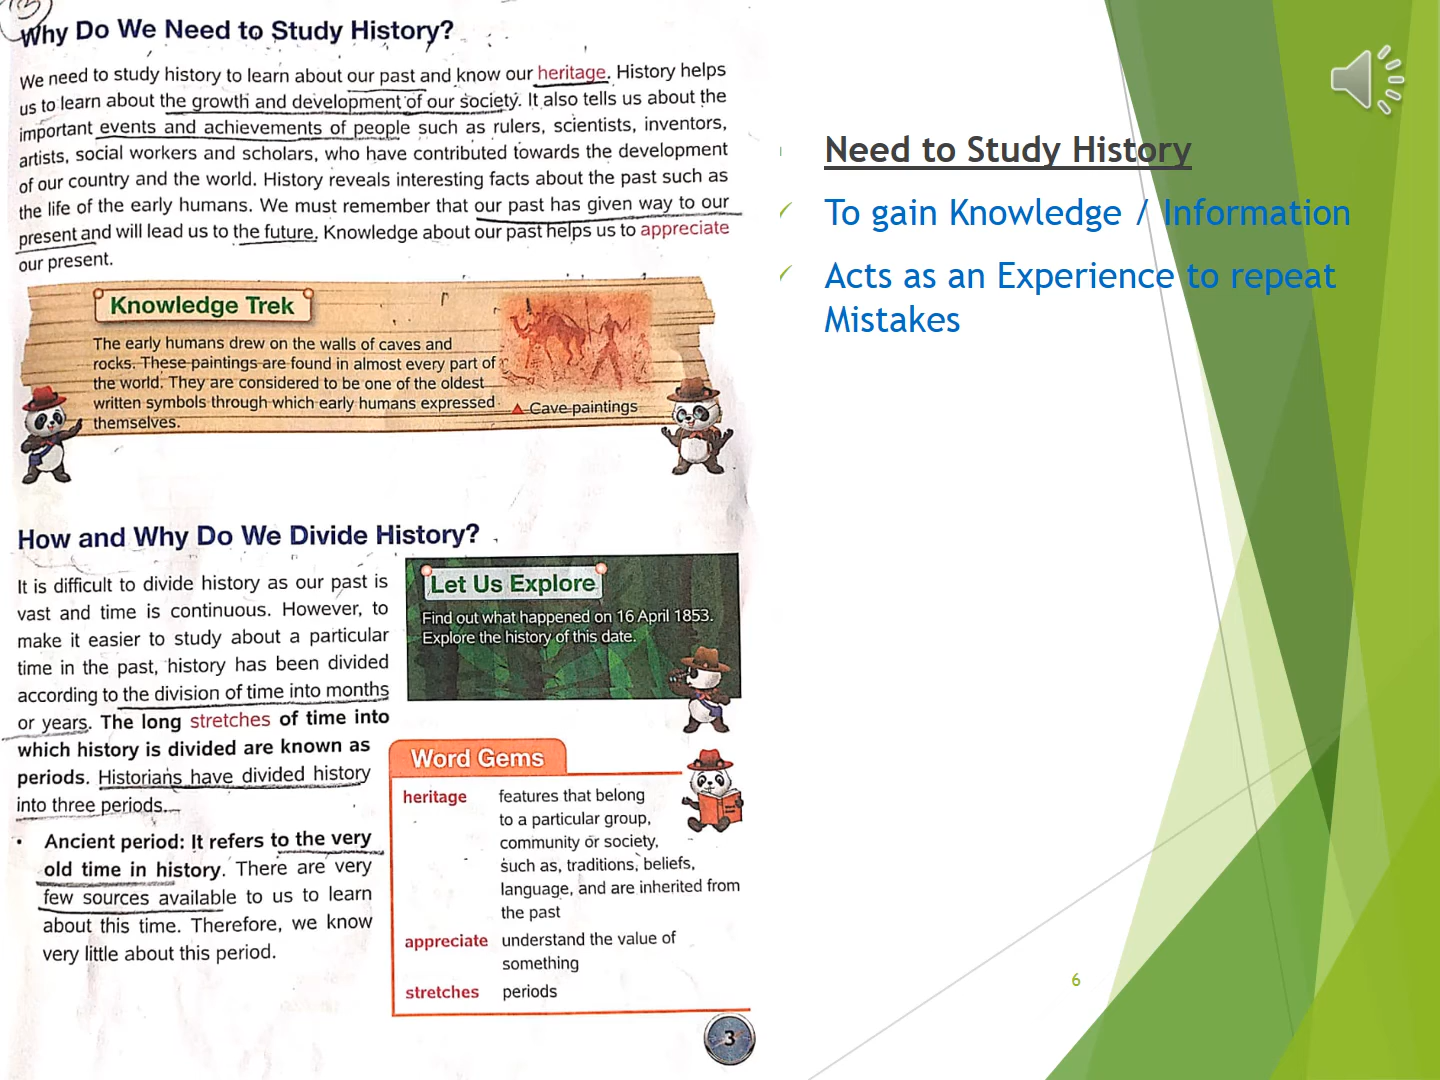 Why Do We Need to Study History?
We need to study history to learn about our past and know our heritage. History helps
us to learn about the growth and development of our society. It also tells us about the
important events and achievements of people such as rulers, scientists, inventors,
artists, social workers and scholars, who have contributed towards the development
of our country and the world. History reveals interesting facts about the past such as
the life of the early humans. We must remember that our past has given way to our
present and will lead us to the future. Knowledge about our past helps us to appreciate
our present.
Knowledge Trek
The early humans drew on the walls of caves and
rocks. These paintings are found in almost every part of
the world. They are considered to be one of the oldest
written symbols through which early humans expressed
themselves.
▲ Cave paintings
How and Why Do We Divide History?
It is difficult to divide history as our past is
vast and time is continuous. However, to
make it easier to study about a particular
time in the past, history has been divided
according to the division of time into months
or years. The long stretches of time into
which history is divided are known as
periods. Historians have divided history
into three periods.
• Ancient period: It refers to the very
old time in history. There are very
few sources available to us to learn
about this time. Therefore, we know
very little about this period.
Let Us Explore
Find out what happened on 16 April 1853.
Explore the history of this date.
Word Gems
heritage features that belong
to a particular group,
community or society,
such as, traditions, beliefs,
language, and are inherited from
the past
appreciate understand the value of
something
stretches periods
3
Need to Study History
✓ To gain Knowledge / Information
✓ Acts as an Experience to repeat
Mistakes
6